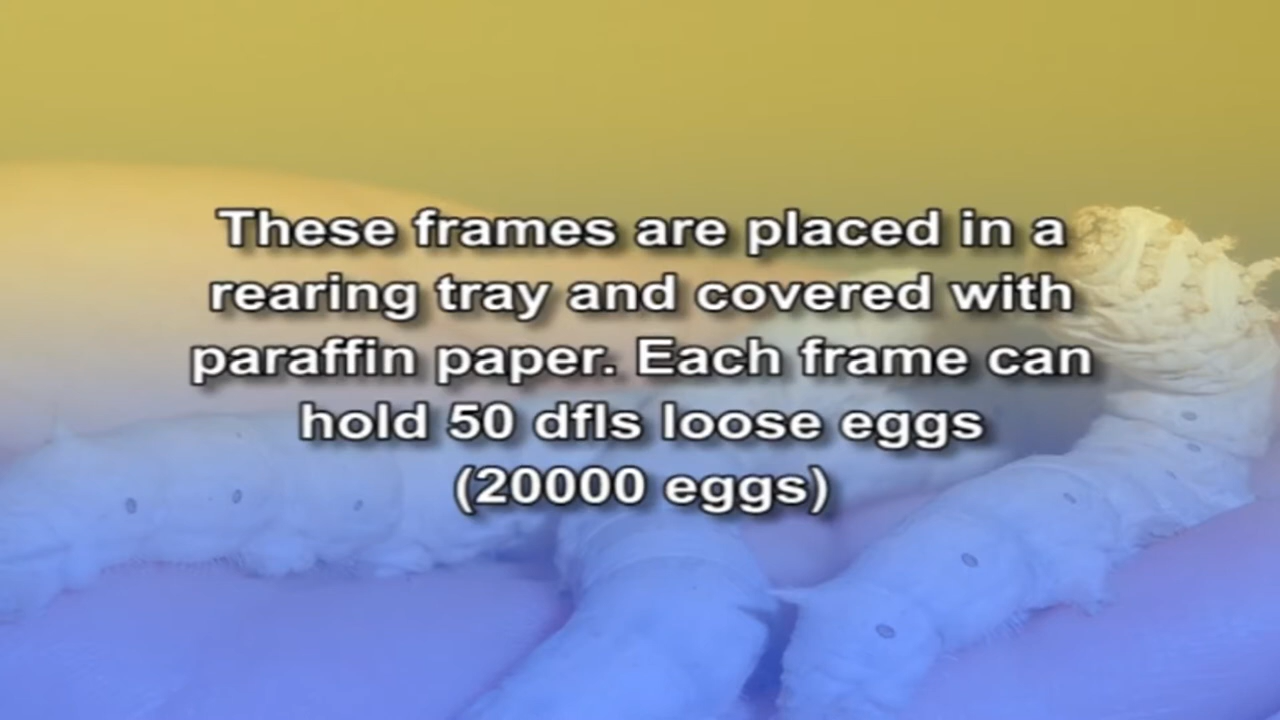 These frames are placed in a
rearing tray and covered with
paraffin paper. Each frame can
hold 50 dfls loose eggs
(20000 eggs)